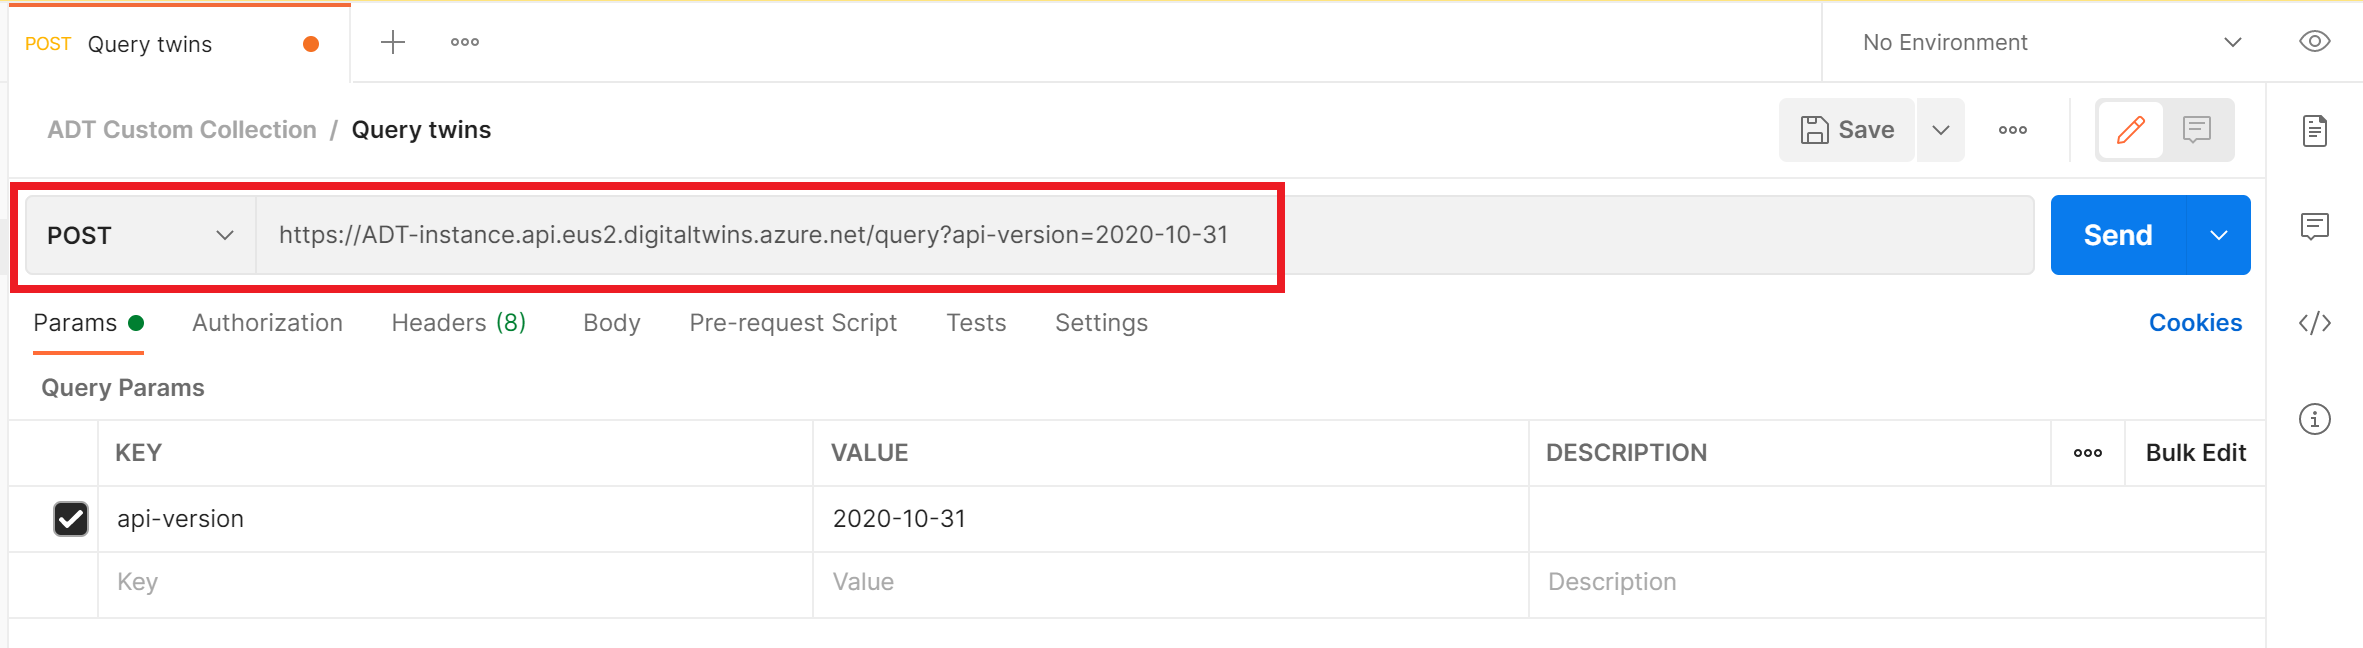 POST Query twins
No Environment
ADT Custom Collection / Query twins
Save
POST
https://ADT-instance.api.eus2.digitaltwins.azure.net/query?api-version=2020-10-31
Send
Params Authorization Headers (8) Body Pre-request Script Tests Settings
Cookies
Query Params
KEY VALUE DESCRIPTION Bulk Edit
api-version 2020-10-31
Key Value Description